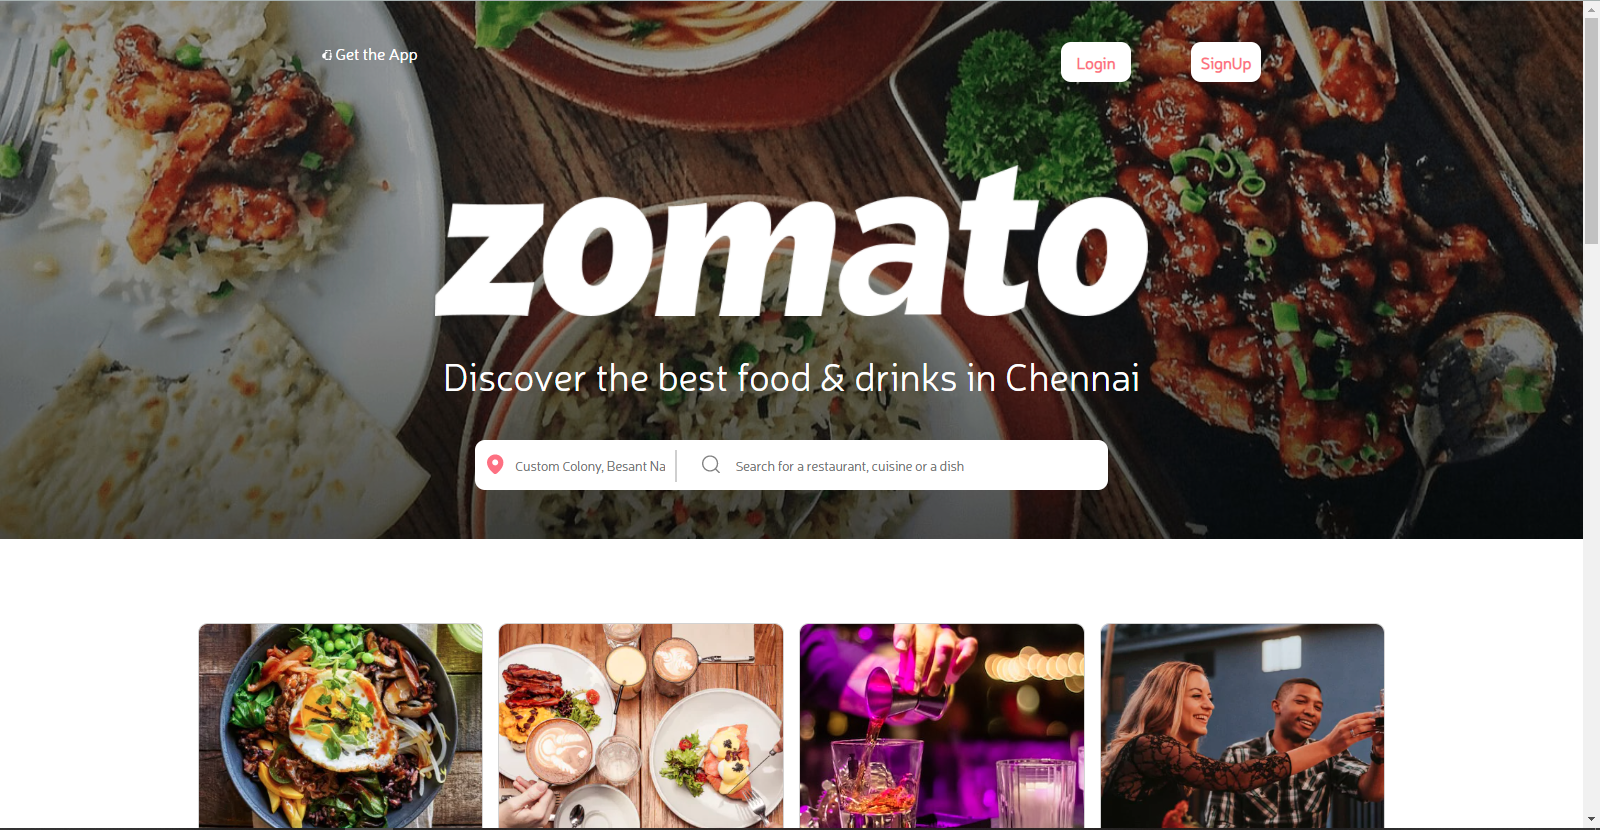 Get the App
Login
SignUp
zomato
Discover the best food & drinks in Chennai
Custom Colony, Besant Na
Search for a restaurant, cuisine or a dish